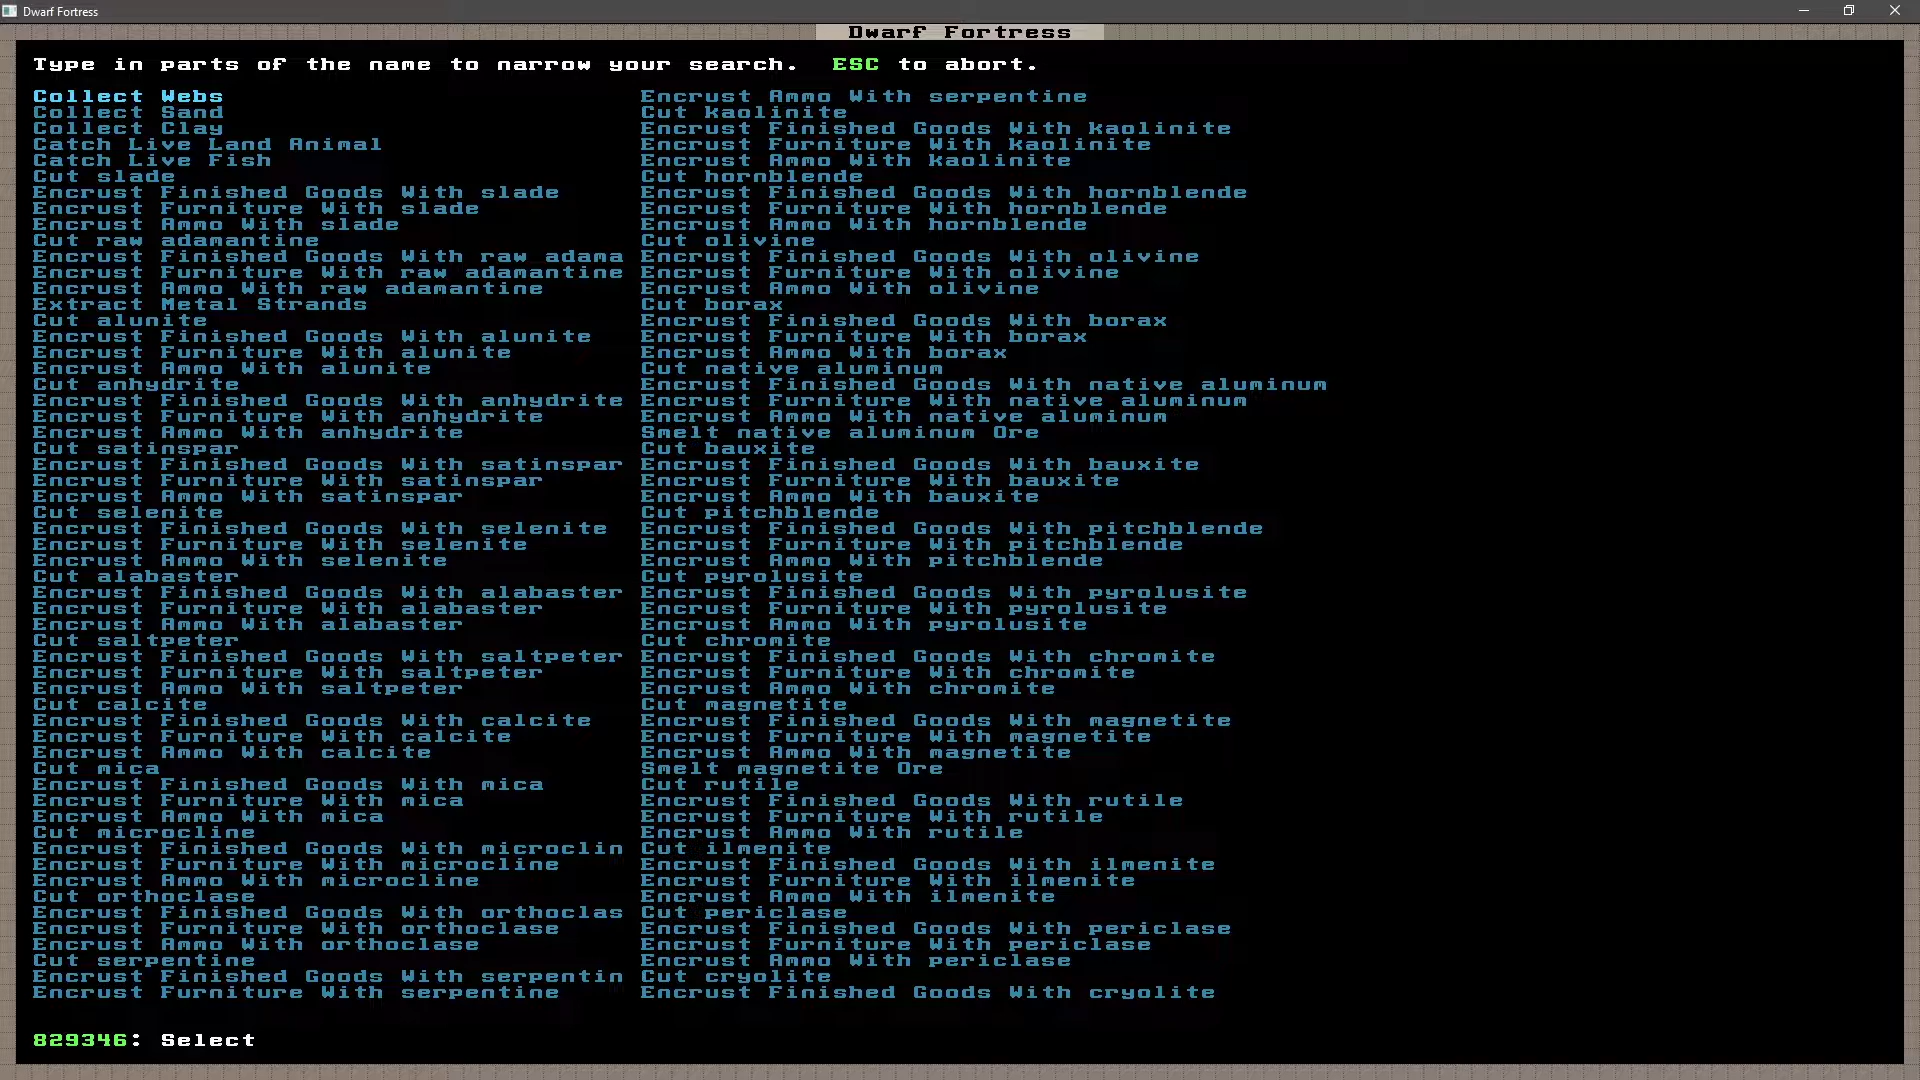 Dwarf Fortress
Dwarf Fortress
Type in parts of the name to narrow your search.  ESC to abort.
Collect Webs
Collect Sand
Collect Clay
Catch Live Land Animal
Catch Live Fish
Cut slade
Encrust Finished Goods With slade
Encrust Furniture With slade
Encrust Ammo With slade
Cut raw adamantine
Encrust Finished Goods With raw adama
Encrust Furniture With raw adamantine
Encrust Ammo With raw adamantine
Extract Metal Strands
Cut alunite
Encrust Finished Goods With alunite
Encrust Furniture With alunite
Encrust Ammo With alunite
Cut anhydrite
Encrust Finished Goods With anhydrite
Encrust Furniture With anhydrite
Encrust Ammo With anhydrite
Cut satinspar
Encrust Finished Goods With satinspar
Encrust Furniture With satinspar
Encrust Ammo With satinspar
Cut selenite
Encrust Finished Goods With selenite
Encrust Furniture With selenite
Encrust Ammo With selenite
Cut alabaster
Encrust Finished Goods With alabaster
Encrust Furniture With alabaster
Encrust Ammo With alabaster
Cut saltpeter
Encrust Finished Goods With saltpeter
Encrust Furniture With saltpeter
Encrust Ammo With saltpeter
Cut calcite
Encrust Finished Goods With calcite
Encrust Furniture With calcite
Encrust Ammo With calcite
Cut mica
Encrust Finished Goods With mica
Encrust Furniture With mica
Encrust Ammo With mica
Cut microcline
Encrust Finished Goods With microclin
Encrust Furniture With microcline
Encrust Ammo With microcline
Cut orthoclase
Encrust Finished Goods With orthoclas
Encrust Furniture With orthoclase
Encrust Ammo With orthoclase
Cut serpentine
Encrust Finished Goods With serpentin
Encrust Furniture With serpentine
Encrust Ammo With serpentine
Cut kaolinite
Encrust Finished Goods With kaolinite
Encrust Furniture With kaolinite
Encrust Ammo With kaolinite
Cut hornblende
Encrust Finished Goods With hornblende
Encrust Furniture With hornblende
Encrust Ammo With hornblende
Cut olivine
Encrust Finished Goods With olivine
Encrust Furniture With olivine
Encrust Ammo With olivine
Cut borax
Encrust Finished Goods With borax
Encrust Furniture With borax
Encrust Ammo With borax
Cut native aluminum
Encrust Finished Goods With native aluminum
Encrust Furniture With native aluminum
Encrust Ammo With native aluminum
Smelt native aluminum Ore
Cut bauxite
Encrust Finished Goods With bauxite
Encrust Furniture With bauxite
Encrust Ammo With bauxite
Cut pitchblende
Encrust Finished Goods With pitchblende
Encrust Furniture With pitchblende
Encrust Ammo With pitchblende
Cut pyrolusite
Encrust Finished Goods With pyrolusite
Encrust Furniture With pyrolusite
Encrust Ammo With pyrolusite
Cut chromite
Encrust Finished Goods With chromite
Encrust Furniture With chromite
Encrust Ammo With chromite
Cut magnetite
Encrust Finished Goods With magnetite
Encrust Furniture With magnetite
Encrust Ammo With magnetite
Smelt magnetite Ore
Cut rutile
Encrust Finished Goods With rutile
Encrust Furniture With rutile
Encrust Ammo With rutile
Cut ilmenite
Encrust Finished Goods With ilmenite
Encrust Furniture With ilmenite
Encrust Ammo With ilmenite
Cut periclase
Encrust Finished Goods With periclase
Encrust Furniture With periclase
Encrust Ammo With periclase
Cut cryolite
Encrust Finished Goods With cryolite
829346: Select